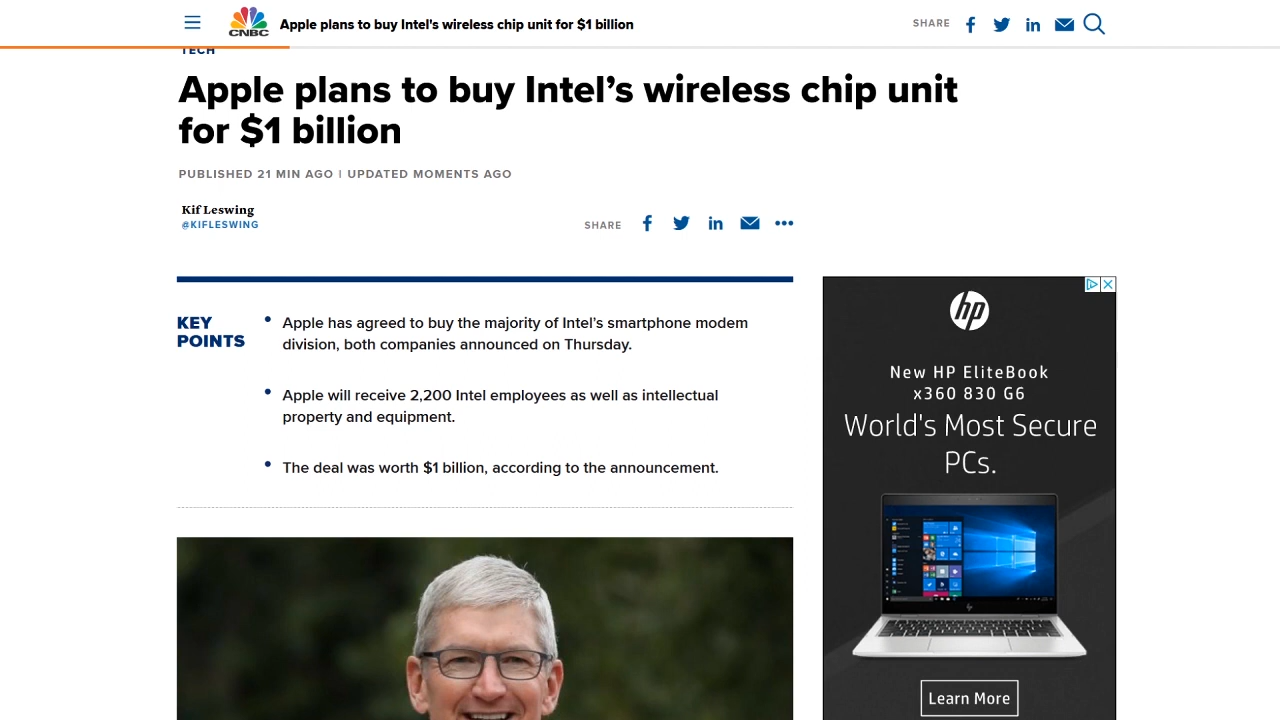 CNBC
Apple plans to buy Intel's wireless chip unit for $1 billion
SHARE
TECH
Apple plans to buy Intel’s wireless chip unit
for $1 billion
PUBLISHED 21 MIN AGO | UPDATED MOMENTS AGO
Kif Leswing
@KIFLESWING
SHARE
KEY
POINTS
Apple has agreed to buy the majority of Intel’s smartphone modem
division, both companies announced on Thursday.
Apple will receive 2,200 Intel employees as well as intellectual
property and equipment.
The deal was worth $1 billion, according to the announcement.
hp
New HP EliteBook
x360 830 G6
World's Most Secure
PCs.
Learn More